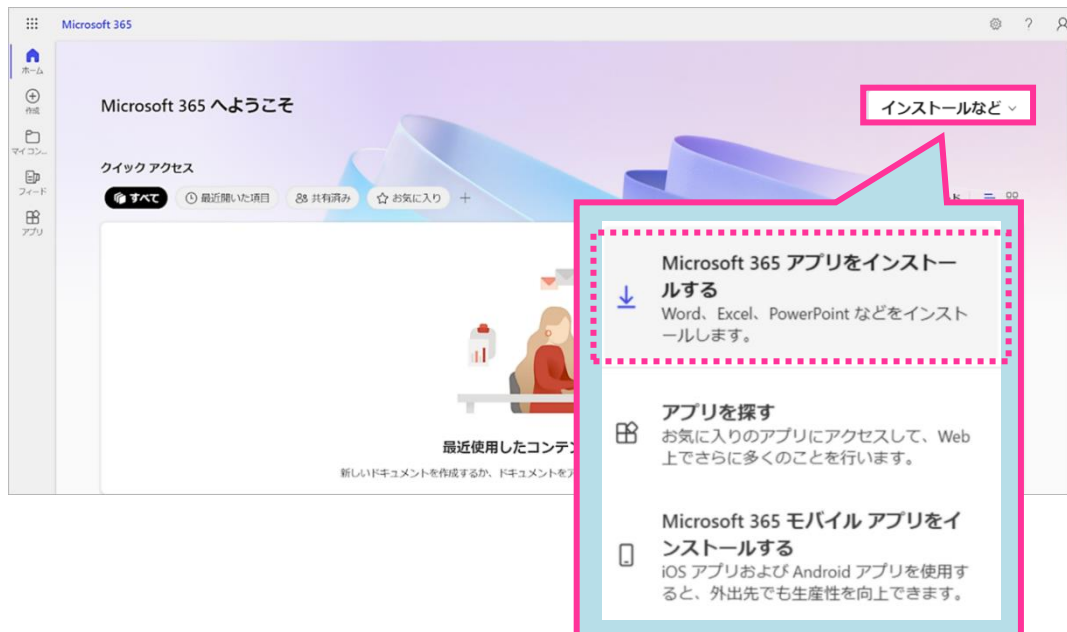 Microsoft 365
ホーム
作成
マイコン...
フィード
アプリ
Microsoft 365 へようこそ
インストールなど
クイック アクセス
すべて
最近開いた項目
共有済み
お気に入り
最近使用したコンテン
新しいドキュメントを作成するか、ドキュメントをア
Microsoft 365 アプリをインストー
ルする
Word、Excel、PowerPoint などをインスト
ールします。
アプリを探す
お気に入りのアプリにアクセスして、Web
上でさらに多くのことを行います。
Microsoft 365 モバイル アプリをイ
ンストールする
iOS アプリおよび Android アプリを使用す
ると、外出先でも生産性を向上できます。